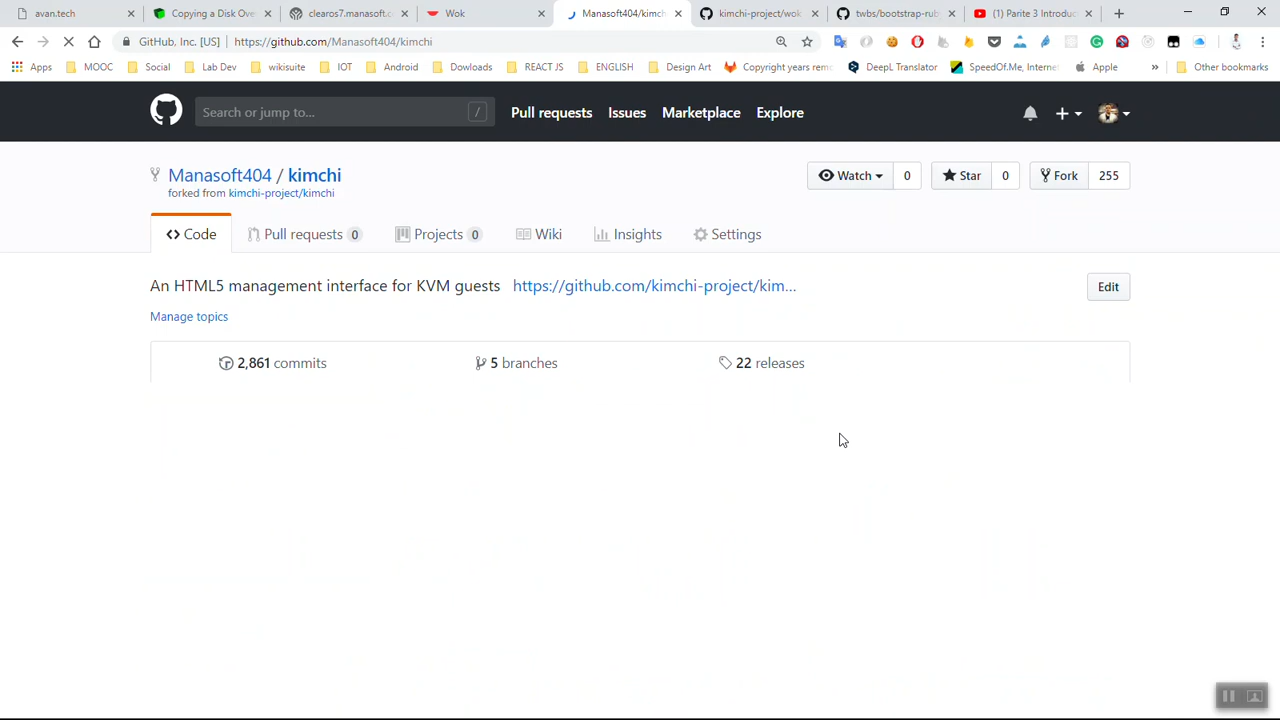 avan.tech
Copying a Disk Ove
clearos7.manasoft.c
Wok
Manasoft404/kimch
kimchi-project/wok
twbs/bootstrap-rub
(1) Parite 3 Introduc
GitHub, Inc. [US]
https://github.com/Manasoft404/kimchi
Apps
MOOC
Social
Lab Dev
wikisuite
IOT
Android
Dowloads
REACT JS
ENGLISH
Design Art
Copyright years rem
DeepL Translator
SpeedOf.Me, Internet
Apple
»
Other bookmarks
Search or jump to...
/
Pull requests
Issues
Marketplace
Explore
Manasoft404 / kimchi
forked from kimchi-project/kimchi
Watch
0
Star
0
Fork
255
Code
Pull requests 0
Projects 0
Wiki
Insights
Settings
An HTML5 management interface for KVM guests
https://github.com/kimchi-project/kim...
Edit
Manage topics
2,861 commits
5 branches
22 releases